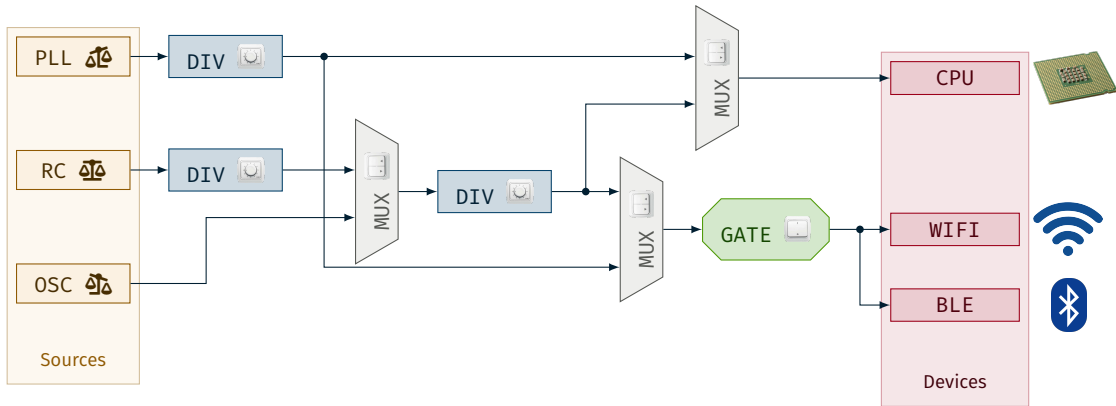 PLL
DIV
MUX
CPU
RC
DIV
MUX
DIV
MUX
GATE
WIFI
OSC
BLE
Sources
Devices